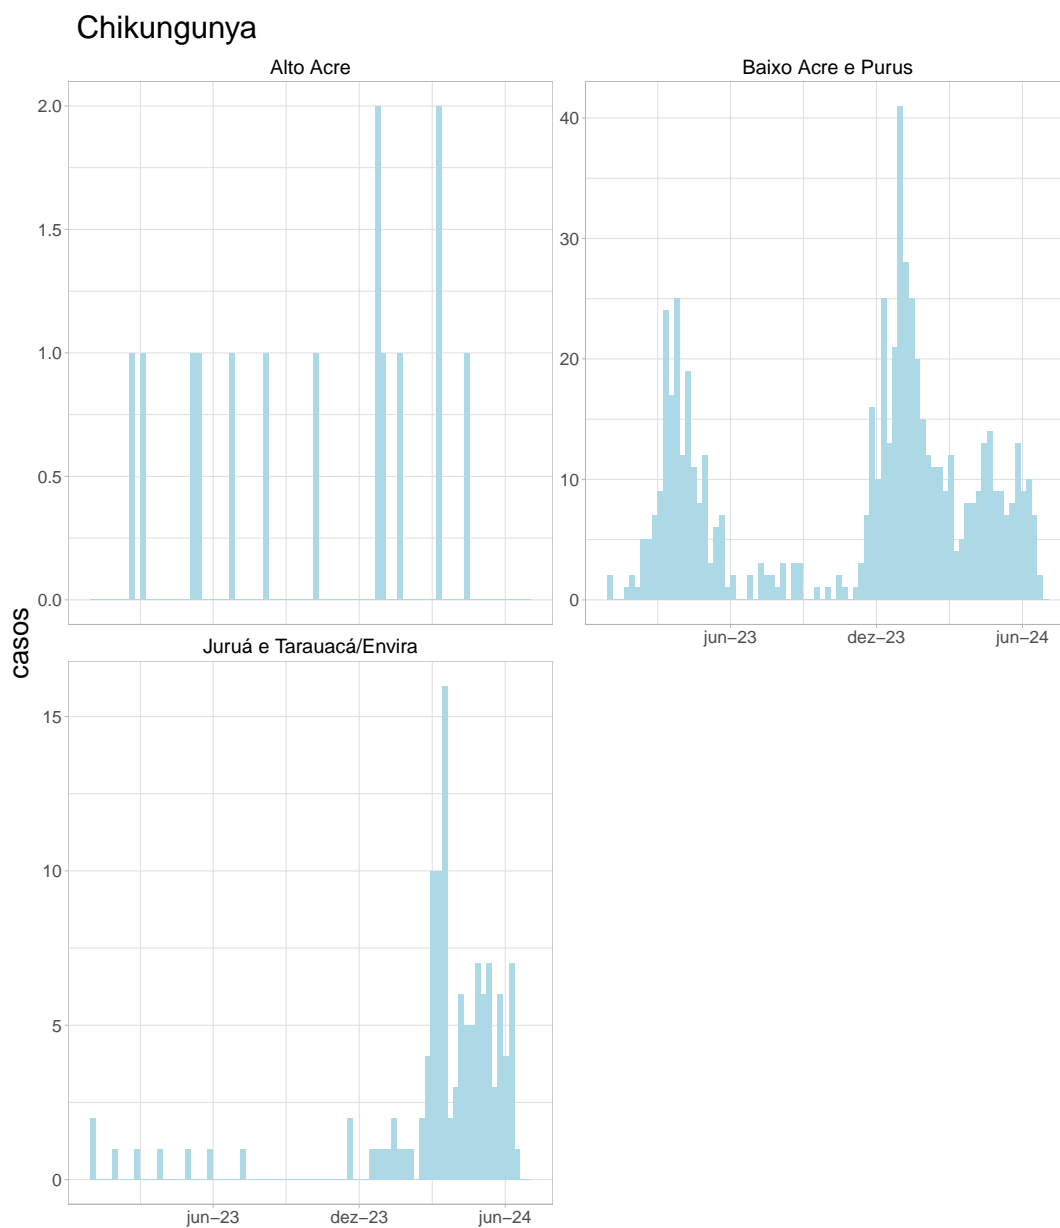 Chikungunya
Alto Acre
Baixo Acre e Purus
2.0
1.5
1.0
0.5
0.0
40
30
20
10
0
jun−23
dez−23
jun−24
casos
Juruá e Tarauacá/Envira
15
10
5
0
jun−23
dez−23
jun−24